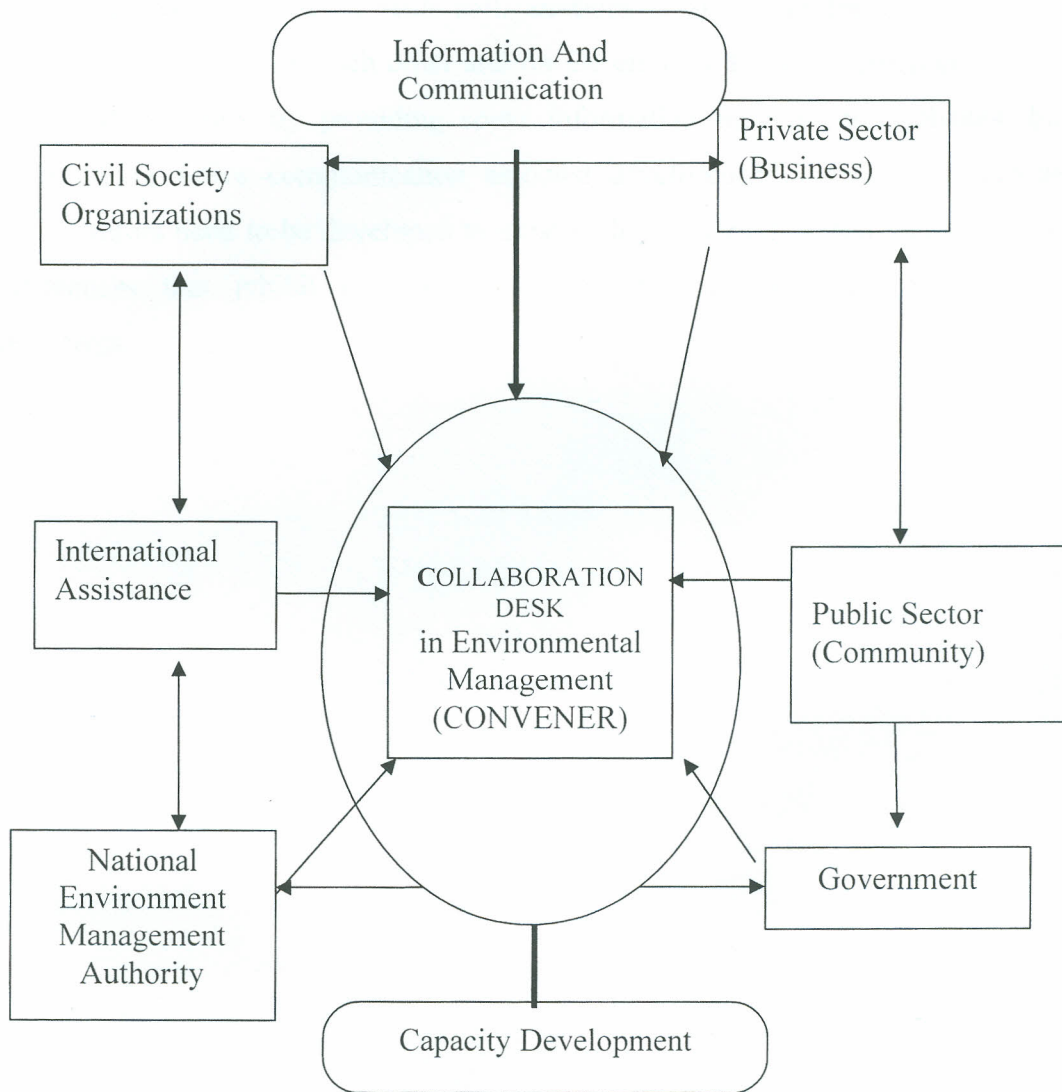 Information And
Communication
Private Sector
(Business)
Civil Society
Organizations
International
Assistance
COLLABORATION
DESK
in Environmental
Management
(CONVENER)
Public Sector
(Community)
National
Environment
Management
Authority
Government
Capacity Development